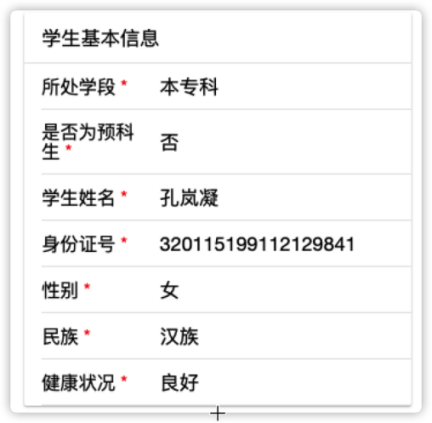 学生基本信息
所处学段 * 本专科
是否为预科
生 * 否
学生姓名 * 孔岚凝
身份证号 * 320115199112129841
性别 * 女
民族 * 汉族
健康状况 * 良好